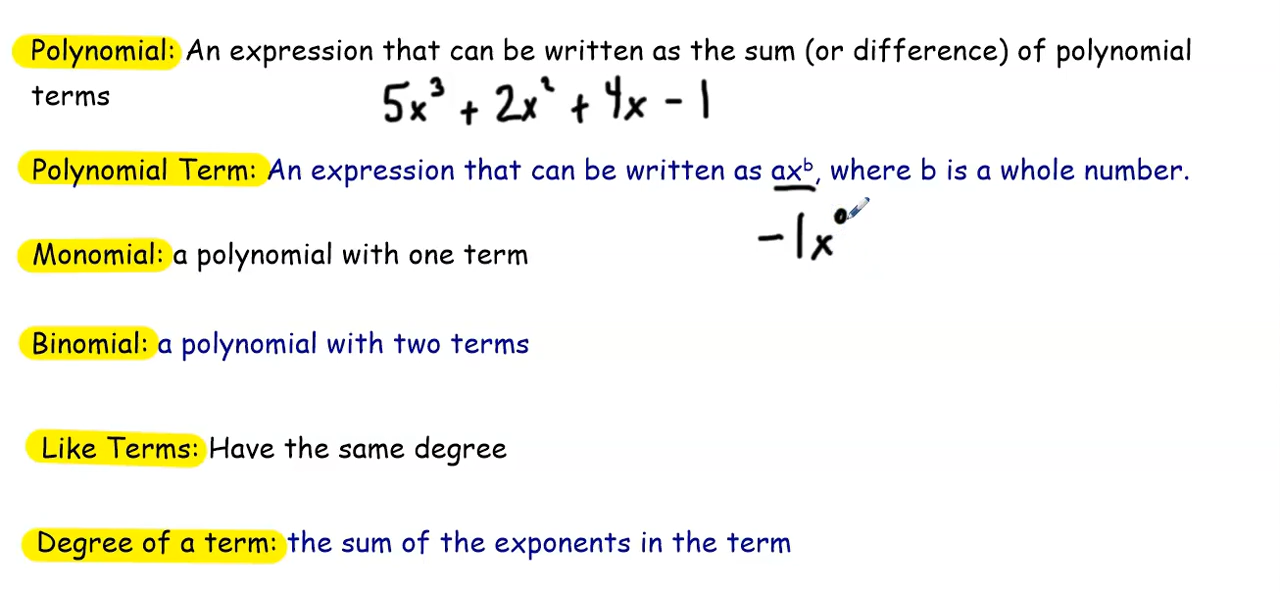 Polynomial: An expression that can be written as the sum (or difference) of polynomial
terms
5x³ + 2x² + 4x - 1
Polynomial Term: An expression that can be written as axᵇ, where b is a whole number.
-1x⁰
Monomial: a polynomial with one term
Binomial: a polynomial with two terms
Like Terms: Have the same degree
Degree of a term: the sum of the exponents in the term